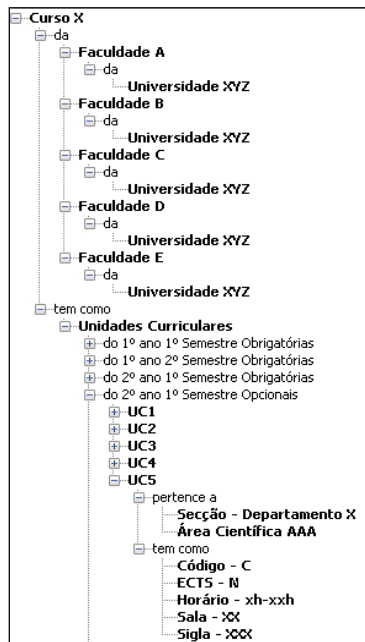 Curso X
da
Faculdade A
da
Universidade XYZ
Faculdade B
da
Universidade XYZ
Faculdade C
da
Universidade XYZ
Faculdade D
da
Universidade XYZ
Faculdade E
da
Universidade XYZ
tem como
Unidades Curriculares
do 1º ano 1º Semestre Obrigatórias
do 1º ano 2º Semestre Obrigatórias
do 2º ano 1º Semestre Obrigatórias
do 2º ano 1º Semestre Opcionais
UC1
UC2
UC3
UC4
UC5
pertence a
Secção - Departamento X
Área Científica AAA
tem como
Código - C
ECTS - N
Horário - xh-xxh
Sala - XX
Sigla - XXX